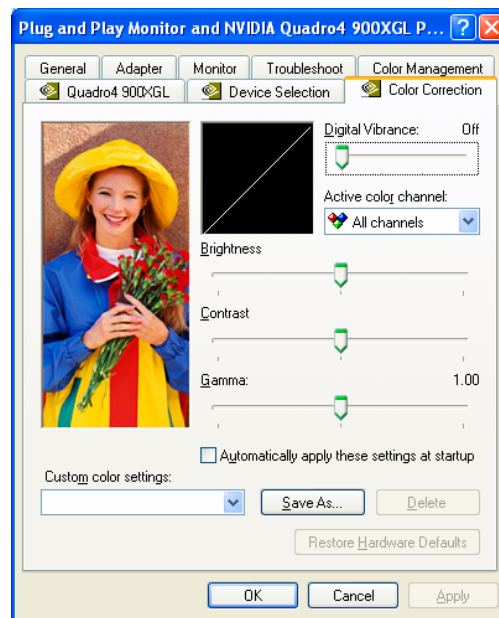 Plug and Play Monitor and NVIDIA Quadro4 900XGL P...
General Adapter Monitor Troubleshoot Color Management
Quadro4 900XGL Device Selection Color Correction
Digital Vibrance: Off
Active color channel:
All channels
Brightness
Contrast
Gamma: 1.00
Automatically apply these settings at startup
Custom color settings:
Save As... Delete
Restore Hardware Defaults
OK Cancel Apply